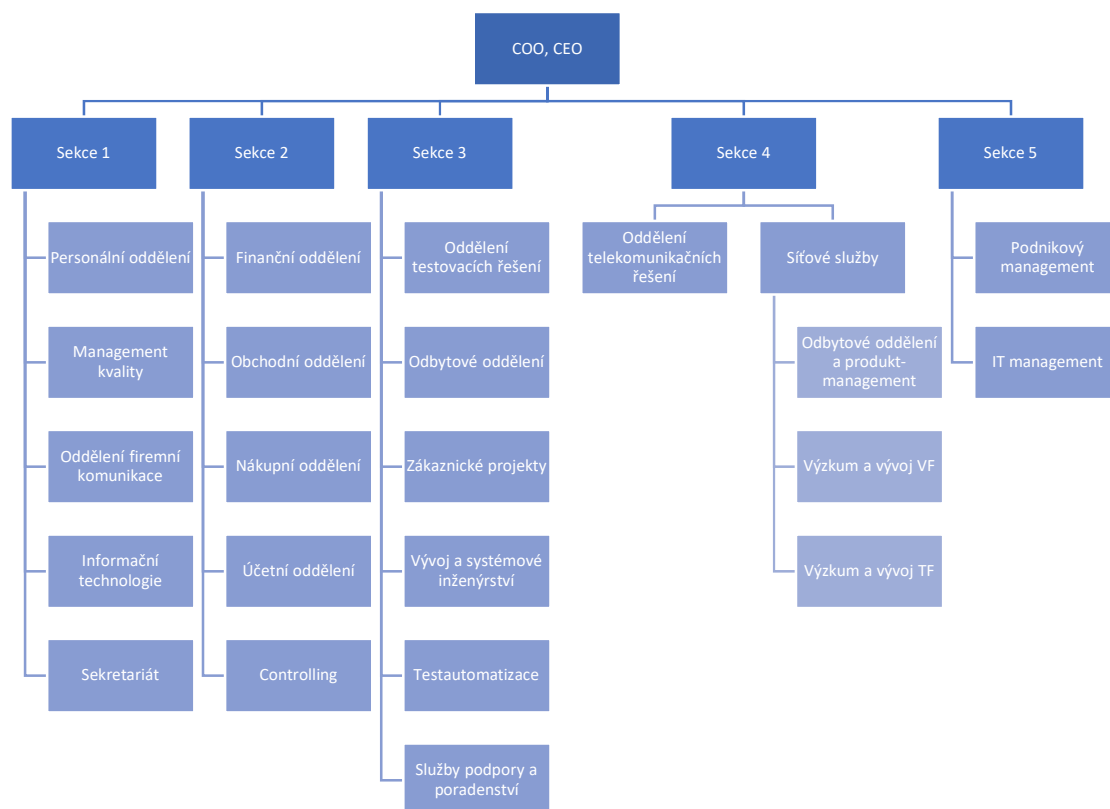 COO, CEO
Sekce 1
Sekce 2
Sekce 3
Sekce 4
Sekce 5
Personální oddělení
Management
kvality
Oddělení firemní
komunikace
Informační
technologie
Sekretariát
Finanční oddělení
Obchodní oddělení
Nákupní oddělení
Účetní oddělení
Controlling
Oddělení
testovacích řešení
Odbytové oddělení
Zákaznické projekty
Vývoj a systémové
inženýrství
Testautomatizace
Služby podpory a
poradenství
Oddělení
telekomunikačních
řešení
Síťové služby
Odbytové oddělení
a produkt-
management
Výzkum a vývoj VF
Výzkum a vývoj TF
Podnikový
management
IT management